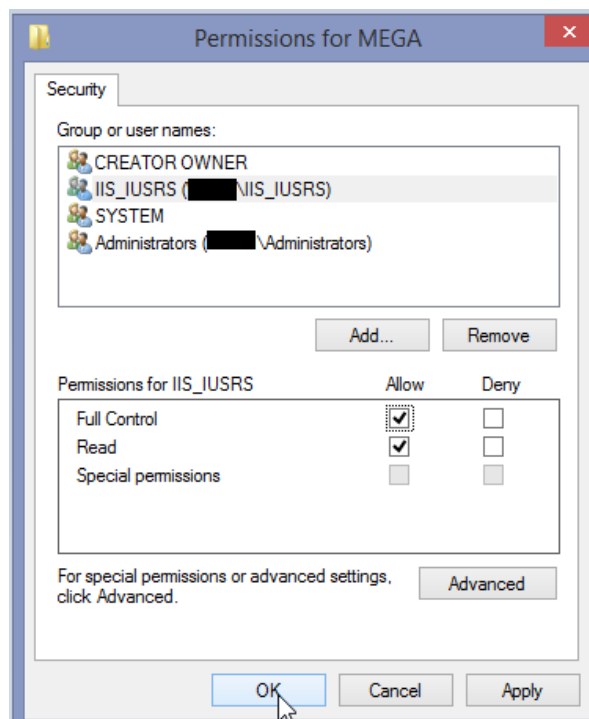 Permissions for MEGA
Security
Group or user names:
CREATOR OWNER
IIS_IUSRS ( \IIS_IUSRS)
SYSTEM
Administrators ( \Administrators)
Add...
Remove
Permissions for IIS_IUSRS Allow Deny
Full Control
Read
Special permissions
For special permissions or advanced settings,
click Advanced.
Advanced
OK
Cancel
Apply